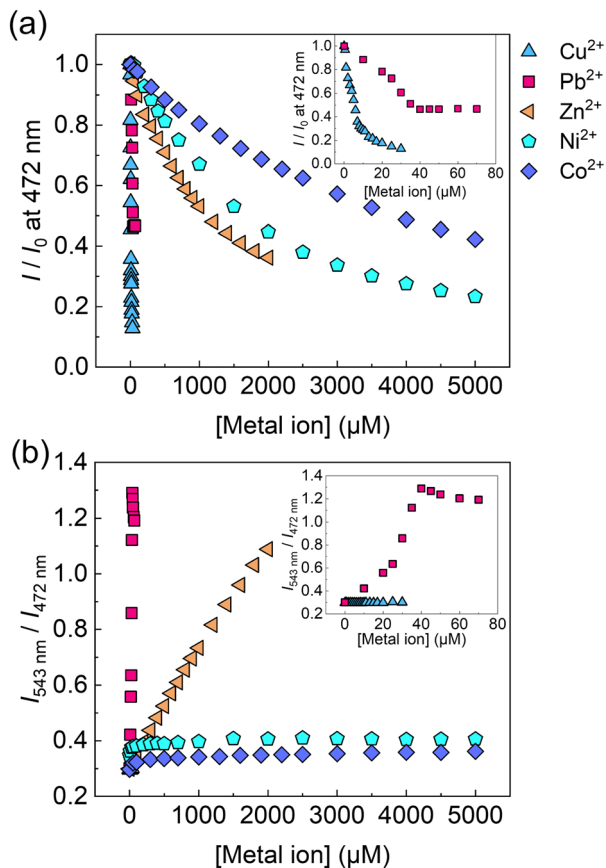 (a)
I / I₀ at 472 nm
1.0
0.8
0.6
0.4
0.2
0.0
0 1000 2000 3000 4000 5000
[Metal ion] (µM)
I / I₀ at 472 nm
1.0
0.8
0.6
0.4
0.2
0.0
0 20 40 60 80
[Metal ion] (µM)
Cu²⁺
Pb²⁺
Zn²⁺
Ni²⁺
Co²⁺
(b)
I₅₄₃ ₙₘ / I₄₇₂ ₙₘ
1.4
1.2
1.0
0.8
0.6
0.4
0.2
0 1000 2000 3000 4000 5000
[Metal ion] (µM)
I₅₄₃ ₙₘ / I₄₇₂ ₙₘ
1.4
1.2
1.0
0.8
0.6
0.4
0.2
0 20 40 60 80
[Metal ion] (µM)